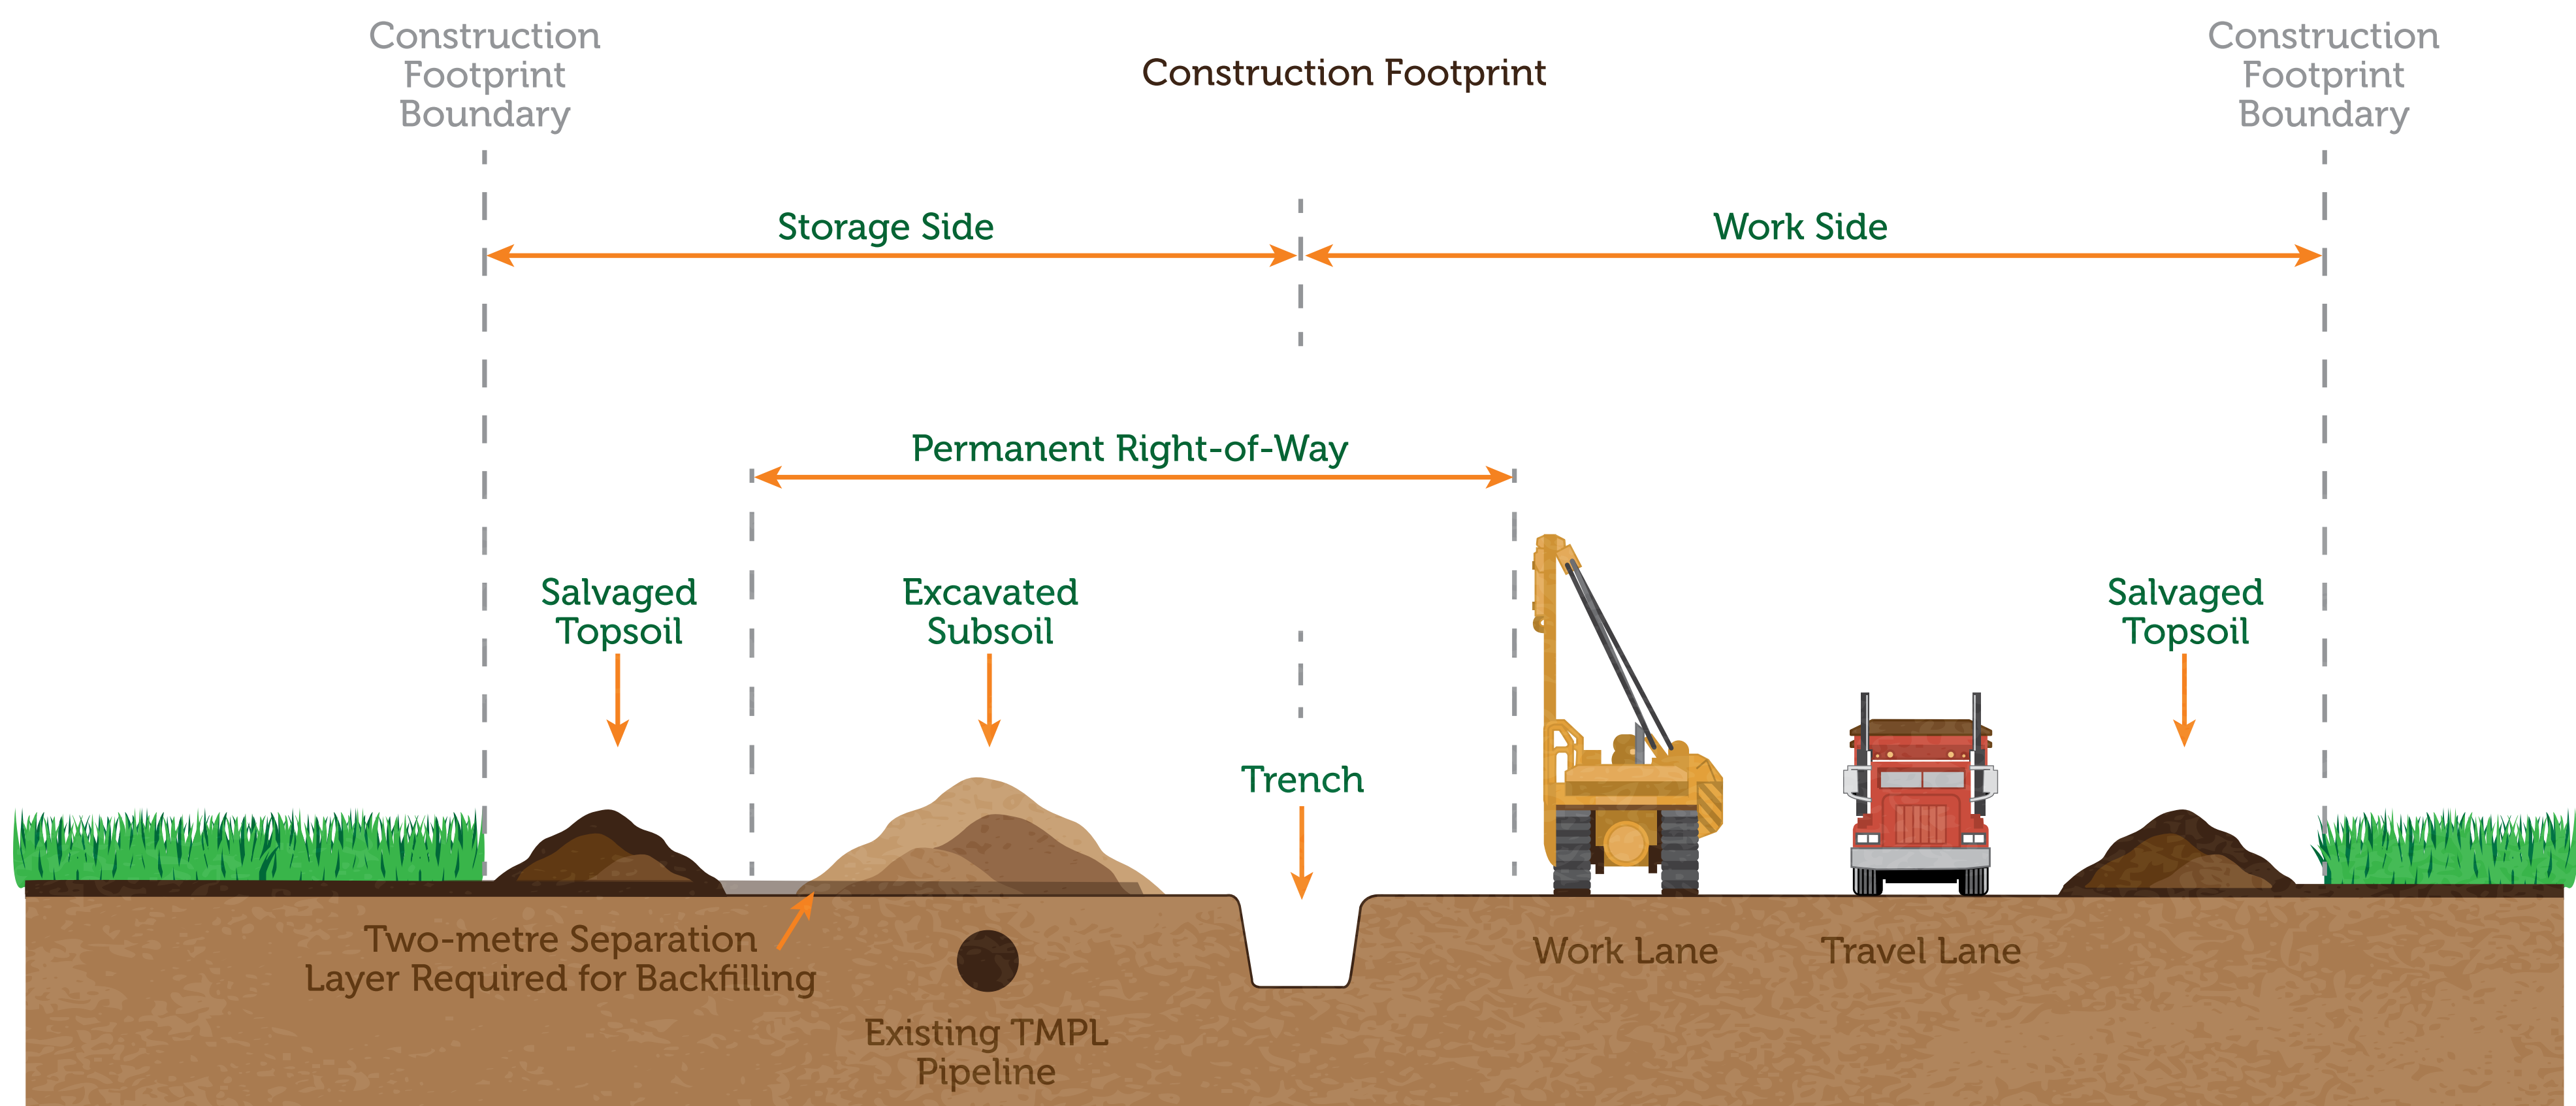 Construction
Footprint
Boundary
Construction Footprint
Construction
Footprint
Boundary
Storage Side
Work Side
Permanent Right-of-Way
Salvaged
Topsoil
Excavated
Subsoil
Salvaged
Topsoil
Trench
Two-metre Separation
Layer Required for Backfilling
Work Lane
Travel Lane
Existing TMPL
Pipeline